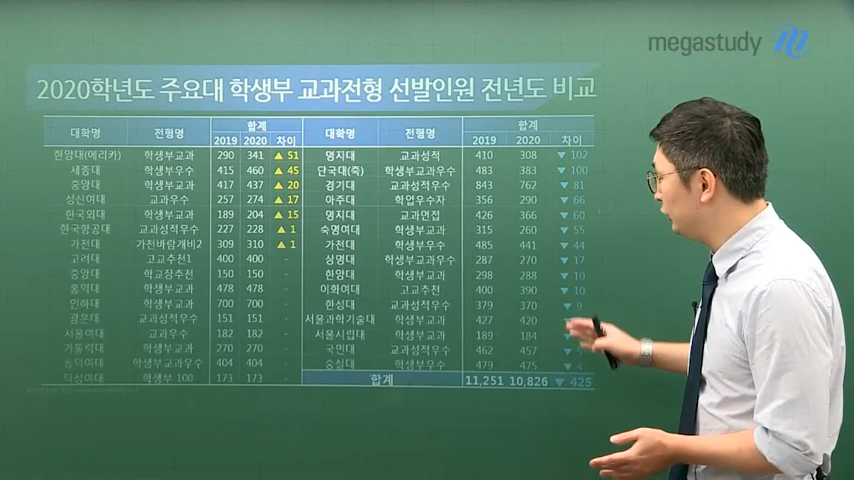 megastudy
2020학년도 주요대 학생부 교과전형 선발인원 전년도 비교
대학명 전형명 합계 대학명 전형명 합계
2019 2020 차이 2019 2020 차이
한양대(에리카) 학생부교과 290 341 ▲ 51 명지대 교과성적 410 308 ▼ 102
세종대 학생부우수 415 460 ▲ 45 단국대(죽) 학생부교과우수 483 383 ▼ 100
중앙대 학생부교과 417 437 ▲ 20 경기대 교과성적우수 843 762 ▼ 81
성신여대 교과우수 257 274 ▲ 17 아주대 학업우수자 356 290 ▼ 66
한국외대 학생부교과 189 204 ▲ 15 명지대 교과면접 426 366 ▼ 60
한국항공대 교과성적우수 227 228 ▲ 1 숙명여대 학생부교과 315 260 ▼ 55
가천대 가천바람개비2 309 310 ▲ 1 가천대 학생부우수 485 441 ▼ 44
고려대 고교추천1 400 400 - 상명대 학생부교과우수 287 270 ▼ 17
중앙대 학교장추천 150 150 - 한양대 학생부교과 298 288 ▼ 10
홍익대 학생부교과 478 478 - 이화여대 고교추천 400 390 ▼ 10
인하대 학생부교과 700 700 - 한성대 교과성적우수 379 370 ▼ 9
광운대 교과성적우수 151 151 - 서울과학기술대 학생부교과 427 420
서울여대 교과우수 182 182 - 서울시립대 학생부교과 189 184
가톨릭대 학생부교과 270 270 - 국민대 교과성적우수 462 457 ▼ 5
동덕여대 학생부교과우수 404 404 - 숭실대 학생부우수 479 475 ▼ 4
덕성여대 학생부 100 173 173 - 합계 11,251 10,826 ▼ 425